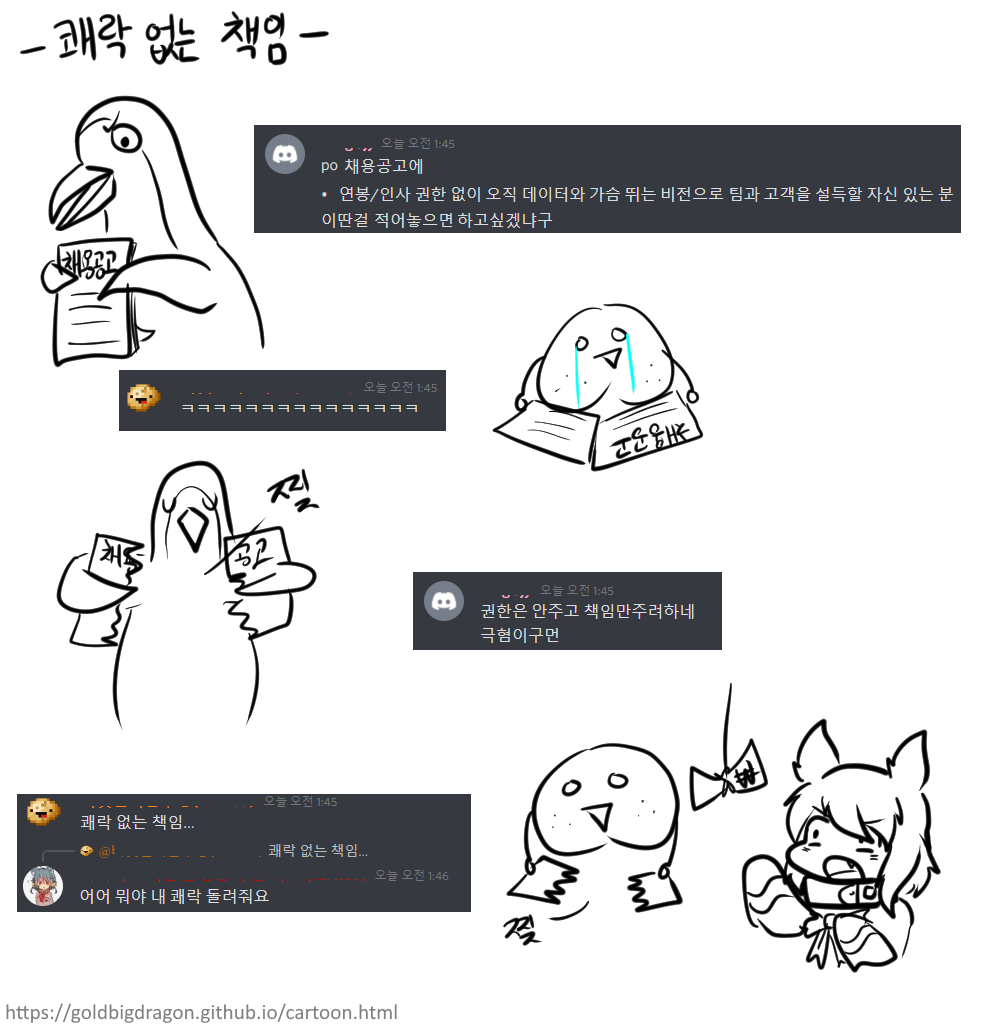 - 쾌락 없는 책임 -
오늘 오전 1:45
po 채용공고에
• 연봉/인사 권한 없이 오직 데이터와 가슴 뛰는 비전으로 팀과 고객을 설득할 자신 있는 분
이딴걸 적어놓으면 하고싶겠냐구
채용공고
오늘 오전 1:45
ㅋㅋㅋㅋㅋㅋㅋㅋㅋㅋㅋㅋㅋㅋㅋ
찔
채용
공고
오늘 오전 1:45
권한은 안주고 책임만주려하네
극혐이구먼
오늘 오전 1:45
쾌락 없는 책임...
쾌락 없는 책임...
오늘 오전 1:46
어어 뭐야 내 쾌락 돌려줘요
₩
https://goldbigdragon.github.io/cartoon.html